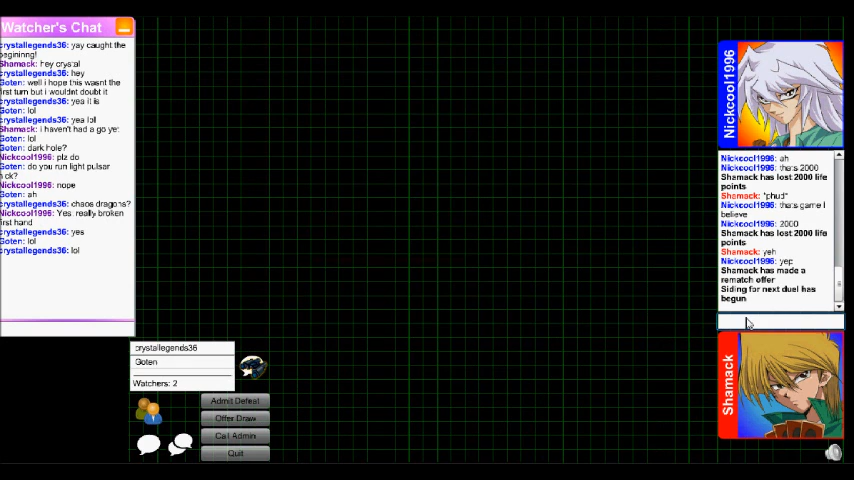 Watcher's Chat
crystallegends36: yay caught the
begining!
Shamack: hey crystal
crystallegends36: hey
Goten: well i hope this wasnt the
first turn but i wouldnt doubt it
crystallegends36: yea it is
Goten: lol
crystallegends36: yea lol
Shamack: i haven't had a go yet
Goten: lol
Goten: dark hole?
Nickcool1996: plz do
Goten: do you run light pulsar
nick?
Nickcool1996: nope
Goten: ah
Goten: chaos dragons?
Nickcool1996: Yes, really broken
first hand
crystallegends36: yes
Goten: lol
crystallegends36: lol
crystallegends36
Goten
Watchers: 2
Admit Defeat
Offer Draw
Call Admin
Quit
Nickcool1996
Nickcool1996: ah
Nickcool1996: thats 2000
Shamack has lost 2000 life
points
Shamack: *phud*
Nickcool1996: thats game I
believe
Nickcool1996: 2000
Shamack has lost 2000 life
points
Shamack: yeh
Nickcool1996: yep
Shamack has made a
rematch offer
Siding for next duel has
begun
Shamack